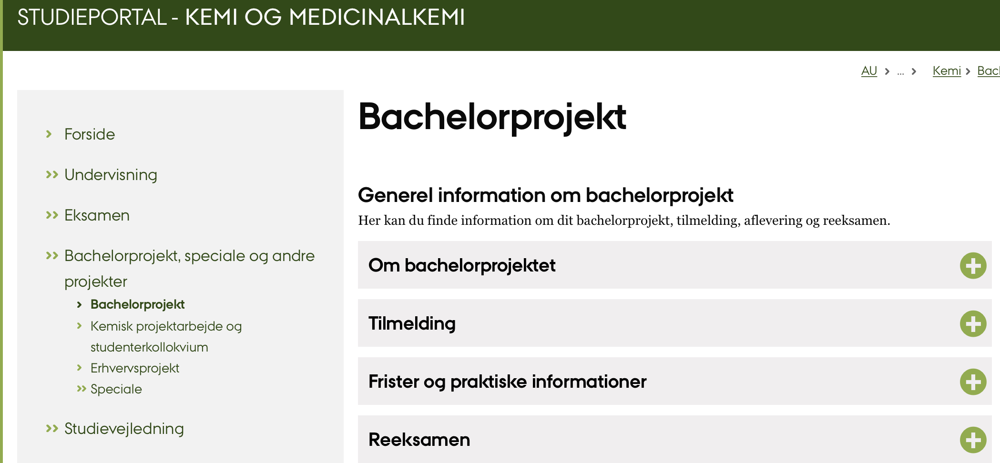 STUDIEPORTAL - KEMI OG MEDICINALKEMI
AU > ... > Kemi >
Forside
Undervisning
Eksamen
Bachelorprojekt, speciale og andre
projekter
Bachelorprojekt
Kemisk projektarbejde og
studenterkollokvium
Erhvervsprojekt
Speciale
Studievejledning
Bachelorprojekt
Generel information om bachelorprojekt
Her kan du finde information om dit bachelorprojekt, tilmelding, aflevering og reeksamen.
Om bachelorprojektet
Tilmelding
Frister og praktiske informationer
Reeksamen